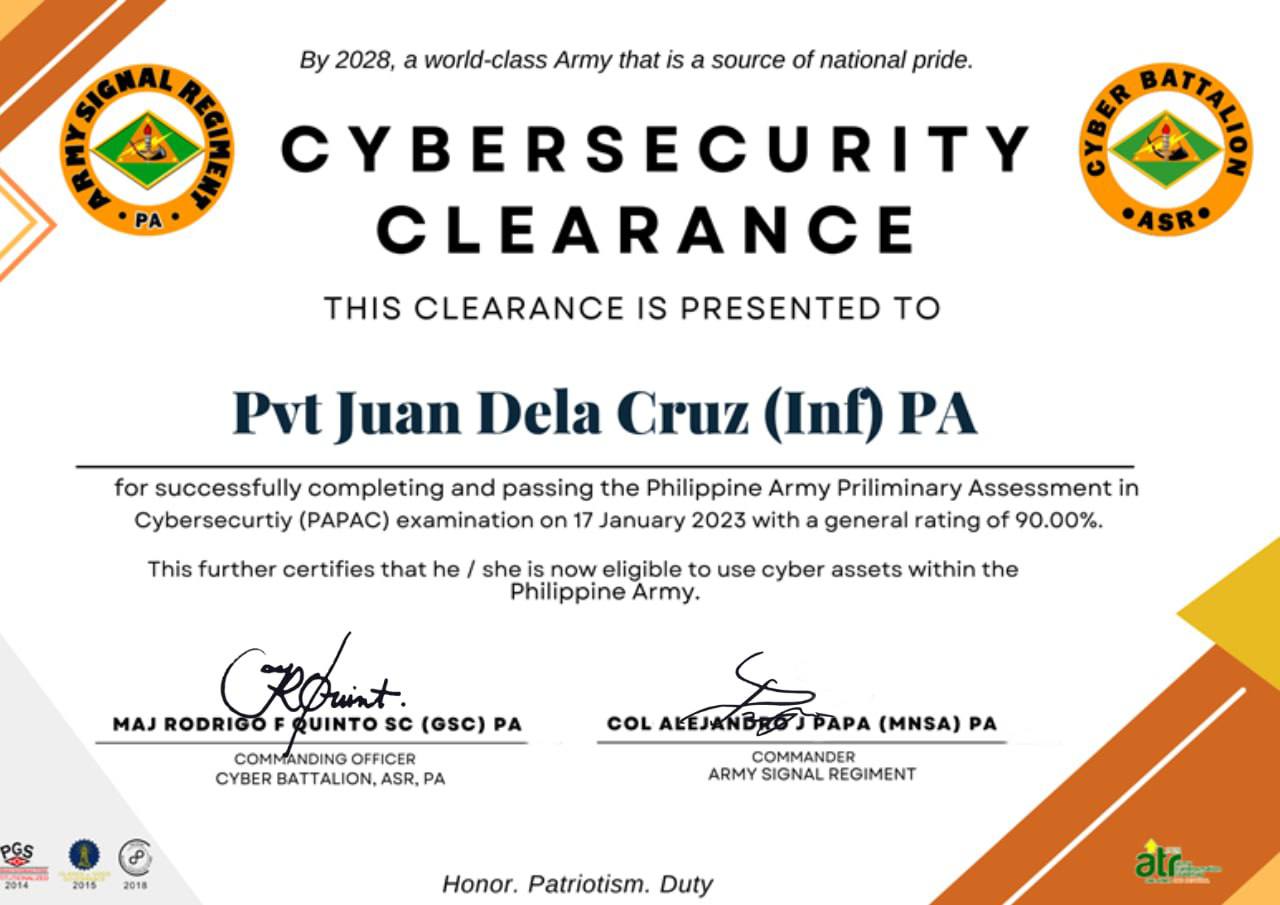 By 2028, a world-class Army that is a source of national pride.
ARMY SIGNAL REGIMENT
• PA •
CYBER BATTALION
• ASR •
CYBERSECURITY
CLEARANCE
THIS CLEARANCE IS PRESENTED TO
Pvt Juan Dela Cruz (Inf) PA
for successfully completing and passing the Philippine Army Priliminary Assessment in
Cybersecurtiy (PAPAC) examination on 17 January 2023 with a general rating of 90.00%.
This further certifies that he / she is now eligible to use cyber assets within the
Philippine Army.
MAJ RODRIGO F QUINTO SC (GSC) PA
COMMANDING OFFICER
CYBER BATTALION, ASR, PA
COL ALEJANDRO J PAPA (MNSA) PA
COMMANDER
ARMY SIGNAL REGIMENT
PGS
2014
2015
2018
atr
Honor. Patriotism. Duty